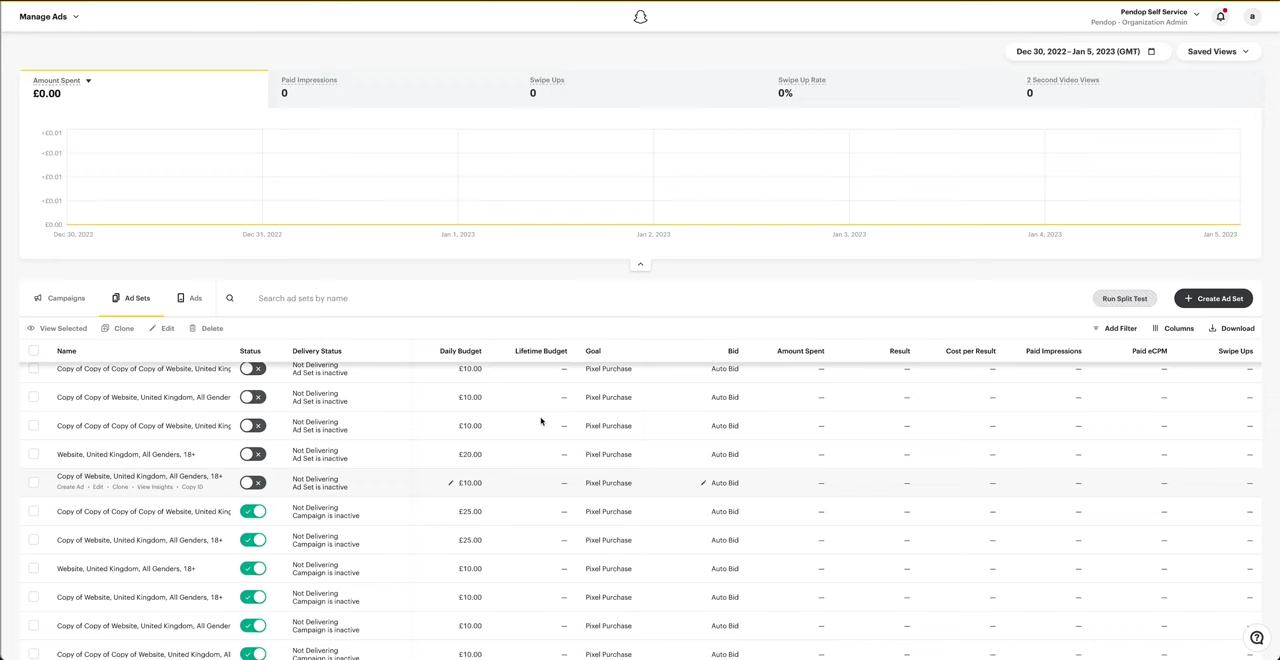 Manage Ads
Pendop Self Service
Pendop - Organization Admin
a
Dec 30, 2022 – Jan 5, 2023 (GMT)
Saved Views
Amount Spent
£0.00
Paid Impressions
0
Swipe Ups
0
Swipe Up Rate
0%
2 Second Video Views
0
<£0.01
<£0.01
<£0.01
<£0.01
£0.00
Dec 30, 2022
Dec 31, 2022
Jan 1, 2023
Jan 2, 2023
Jan 3, 2023
Jan 4, 2023
Jan 5, 2023
Campaigns
Ad Sets
Ads
Search ad sets by name
Run Split Test
+ Create Ad Set
View Selected
Clone
Edit
Delete
Add Filter
Columns
Download
Name Status Delivery Status Daily Budget Lifetime Budget Goal Bid Amount Spent Result Cost per Result Paid Impressions Paid eCPM Swipe Ups
Copy of Copy of Copy of Copy of Website, United King Not Delivering Ad Set is inactive £10.00 — Pixel Purchase Auto Bid — — — — — —
Copy of Copy of Website, United Kingdom, All Gender Not Delivering Ad Set is inactive £10.00 — Pixel Purchase Auto Bid — — — — — —
Copy of Copy of Copy of Copy of Website, United King Not Delivering Ad Set is inactive £10.00 — Pixel Purchase Auto Bid — — — — — —
Website, United Kingdom, All Genders, 18+ Not Delivering Ad Set is inactive £20.00 — Pixel Purchase Auto Bid — — — — — —
Copy of Website, United Kingdom, All Genders, 18+ Not Delivering Ad Set is inactive £10.00 — Pixel Purchase Auto Bid — — — — — —
Create Ad • Edit • Clone • View Insights • Copy ID
Copy of Copy of Copy of Copy of Website, United King Not Delivering Campaign is inactive £25.00 — Pixel Purchase Auto Bid — — — — — —
Copy of Website, United Kingdom, All Genders, 18+ Not Delivering Campaign is inactive £25.00 — Pixel Purchase Auto Bid — — — — — —
Website, United Kingdom, All Genders, 18+ Not Delivering Campaign is inactive £10.00 — Pixel Purchase Auto Bid — — — — — —
Copy of Website, United Kingdom, All Genders, 18+ Not Delivering Campaign is inactive £10.00 — Pixel Purchase Auto Bid — — — — — —
Copy of Copy of Website, United Kingdom, All Gender Not Delivering Campaign is inactive £10.00 — Pixel Purchase Auto Bid — — — — — —
Copy of Copy of Copy of Website, United Kingdom, Al Not Delivering Campaign is inactive £10.00 — Pixel Purchase Auto Bid — — — — — —